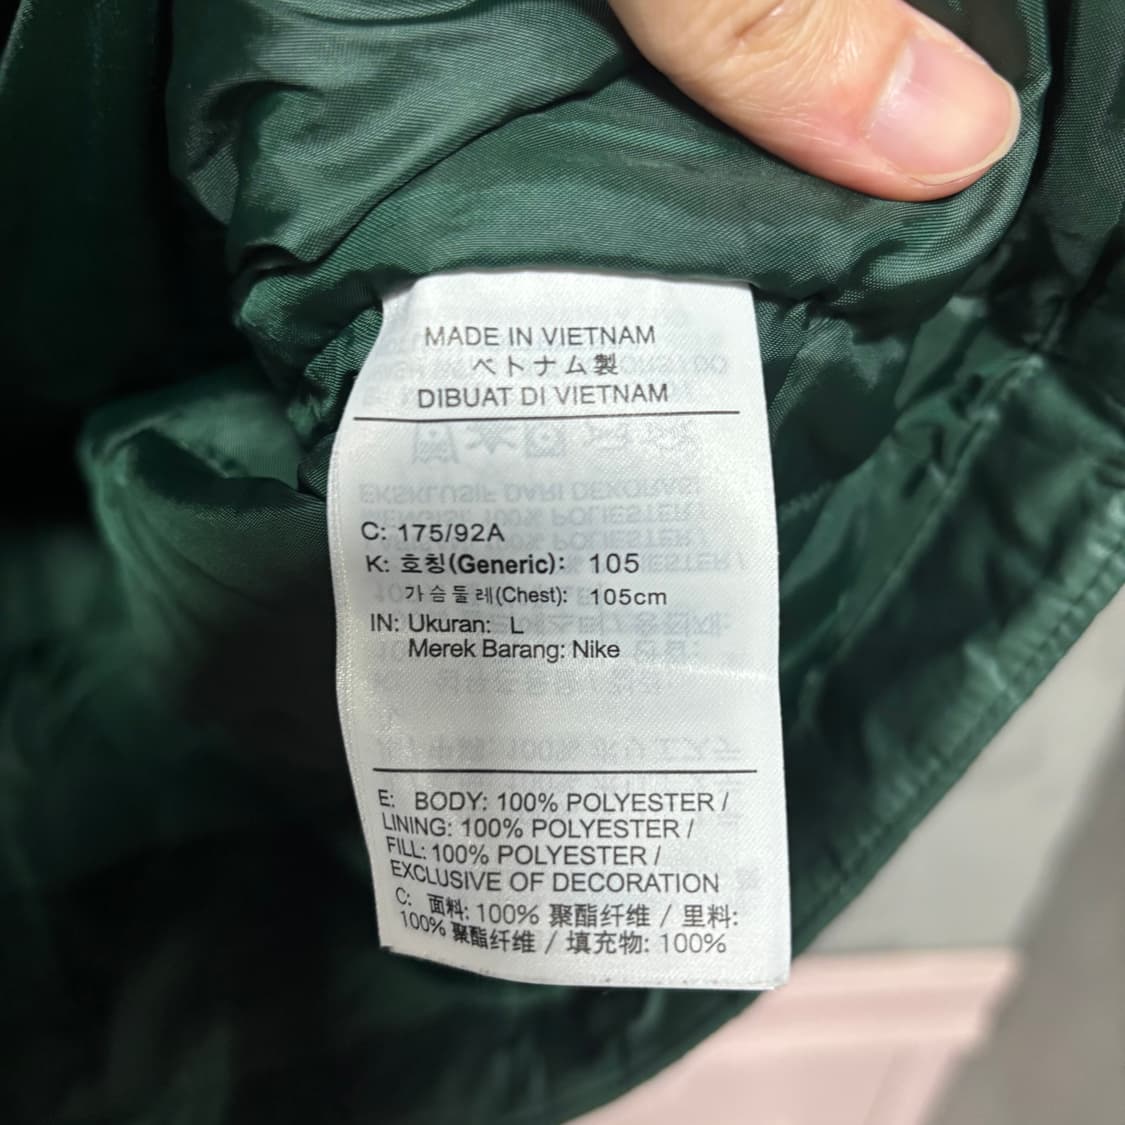 MADE IN VIETNAM
ベトナム製
DIBUAT DI VIETNAM
C: 175/92A
K: 호칭(Generic): 105
가슴둘레(Chest): 105cm
IN: Ukuran: L
Merek Barang: Nike
E: BODY: 100% POLYESTER /
LINING: 100% POLYESTER /
FILL: 100% POLYESTER /
EXCLUSIVE OF DECORATION
C: 面料: 100% 聚酯纤维 / 里料:
100% 聚酯纤维 / 填充物: 100%